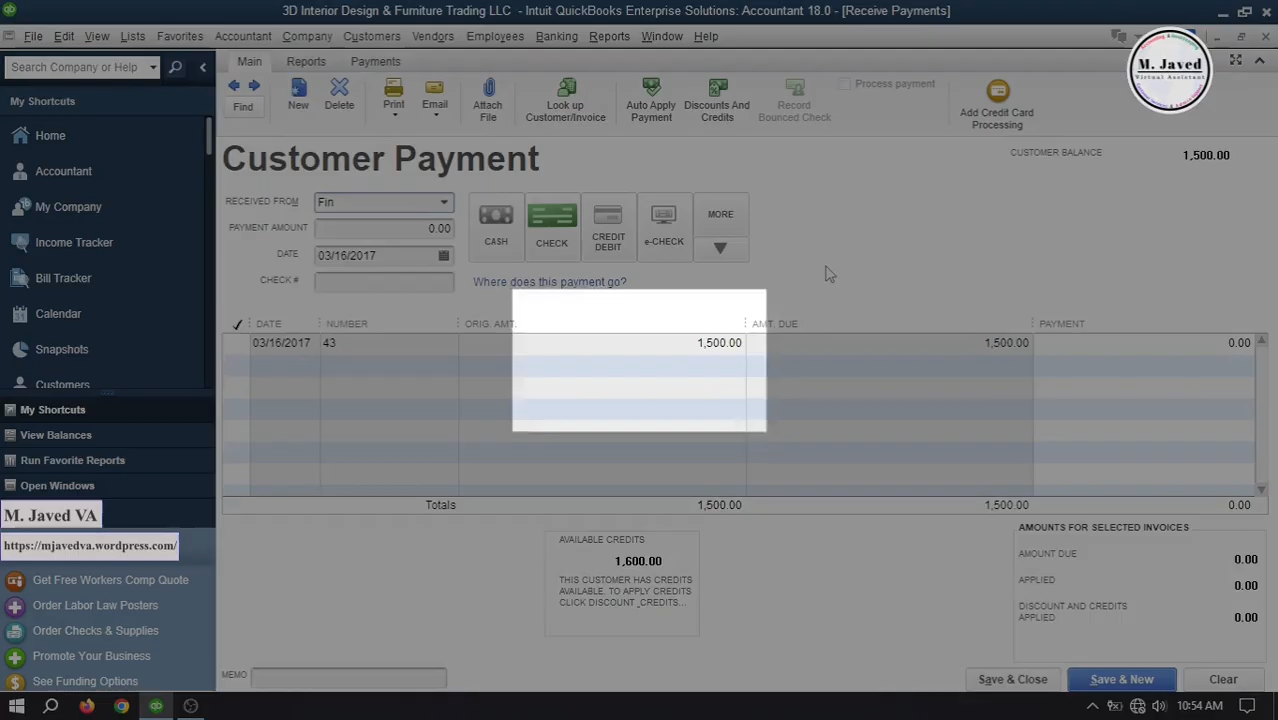 3D Interior Design & Furniture Trading LLC - Intuit QuickBooks Enterprise Solutions: Accountant 18.0 - [Receive Payments]
File Edit View Lists Favorites Accountant Company Customers Vendors Employees Banking Reports Window Help
M. Javed
Virtual Assistant
Search Company or Help
My Shortcuts
Home
Accountant
My Company
Income Tracker
Bill Tracker
Calendar
Snapshots
Customers
My Shortcuts
View Balances
Run Favorite Reports
Open Windows
M. Javed VA
https://mjavedva.wordpress.com/
Get Free Workers Comp Quote
Order Labor Law Posters
Order Checks & Supplies
Promote Your Business
See Funding Options
Main Reports Payments
Find
New
Delete
Print
Email
Attach
File
Look up
Customer/Invoice
Auto Apply
Payment
Discounts And
Credits
Record
Bounced Check
Process payment
Add Credit Card
Processing
Customer Payment
CUSTOMER BALANCE 1,500.00
RECEIVED FROM Fin
PAYMENT AMOUNT 0.00
DATE 03/16/2017
CHECK #
CASH
CHECK
CREDIT
DEBIT
e-CHECK
MORE
Where does this payment go?
DATE NUMBER ORIG. AMT. AMT. DUE PAYMENT
03/16/2017 43 1,500.00 1,500.00 0.00
Totals 1,500.00 1,500.00 0.00
AVAILABLE CREDITS
1,600.00
THIS CUSTOMER HAS CREDITS
AVAILABLE. TO APPLY CREDITS
CLICK DISCOUNT _CREDITS...
AMOUNTS FOR SELECTED INVOICES
AMOUNT DUE 0.00
APPLIED 0.00
DISCOUNT AND CREDITS
APPLIED 0.00
MEMO
Save & Close Save & New Clear
10:54 AM